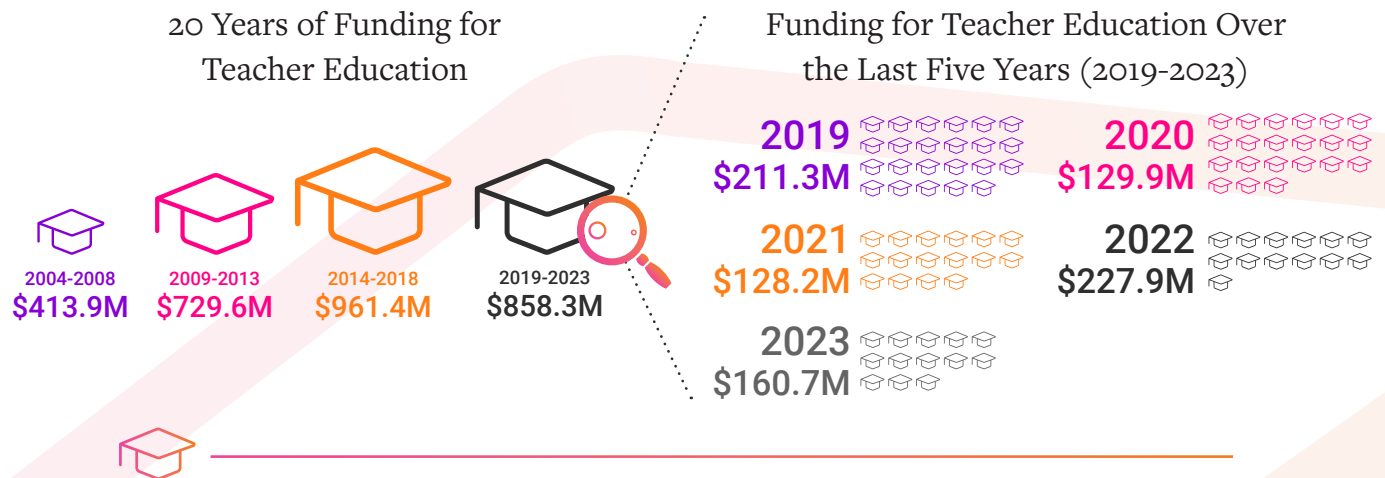 20 Years of Funding for
Teacher Education
2004-2008
$413.9M
2009-2013
$729.6M
2014-2018
$961.4M
2019-2023
$858.3M
Funding for Teacher Education Over
the Last Five Years (2019-2023)
2019
$211.3M
2020
$129.9M
2021
$128.2M
2022
$227.9M
2023
$160.7M